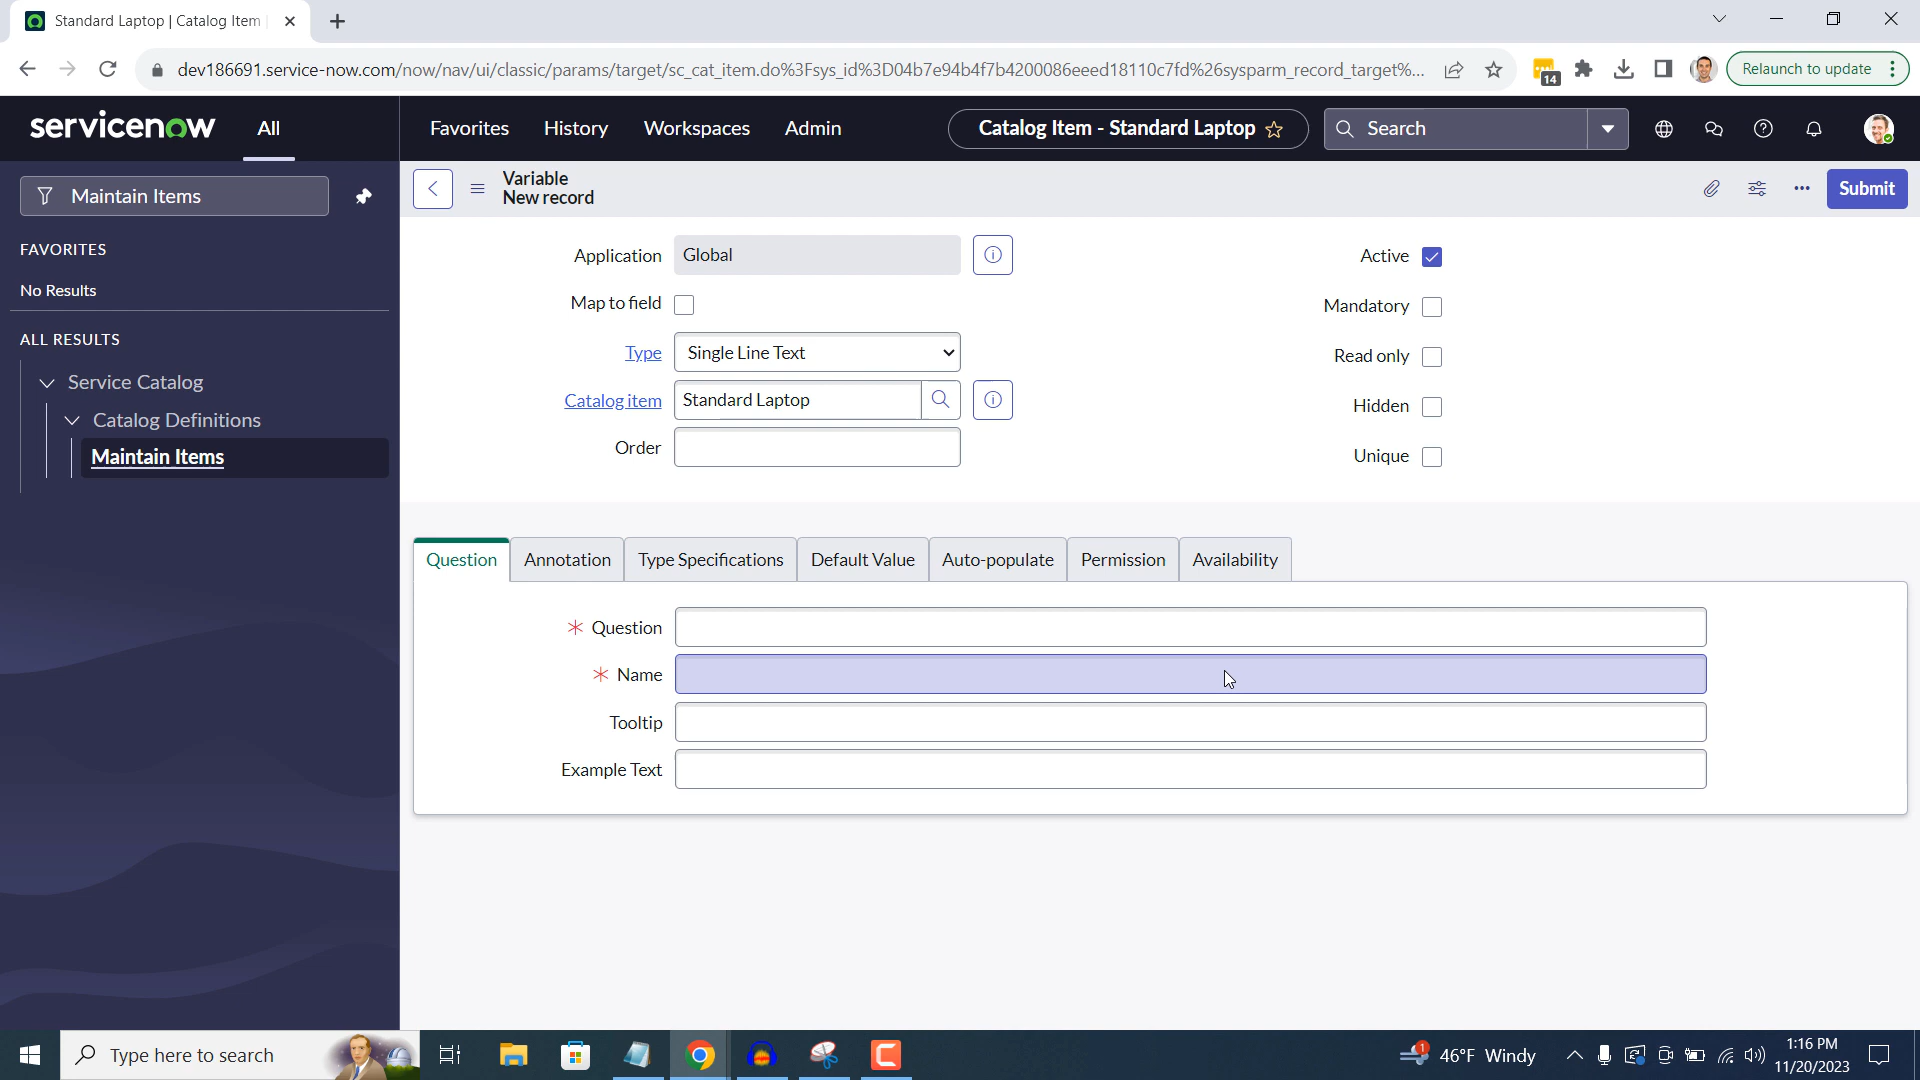 Standard Laptop | Catalog Item
dev186691.service-now.com/now/nav/ui/classic/params/target/sc_cat_item.do%3Fsys_id%3D04b7e94b4f7b4200086eeed18110c7fd%26sysparm_record_target%...
14
Relaunch to update
servicenow
All
Favorites
History
Workspaces
Admin
Catalog Item - Standard Laptop
Search
Maintain Items
FAVORITES
No Results
ALL RESULTS
Service Catalog
Catalog Definitions
Maintain Items
Variable
New record
Submit
Application
Global
Active
Map to field
Mandatory
Type
Single Line Text
Read only
Catalog item
Standard Laptop
Hidden
Order
Unique
Question
Annotation
Type Specifications
Default Value
Auto-populate
Permission
Availability
* Question
* Name
Tooltip
Example Text
Type here to search
1
46°F Windy
1:16 PM
11/20/2023